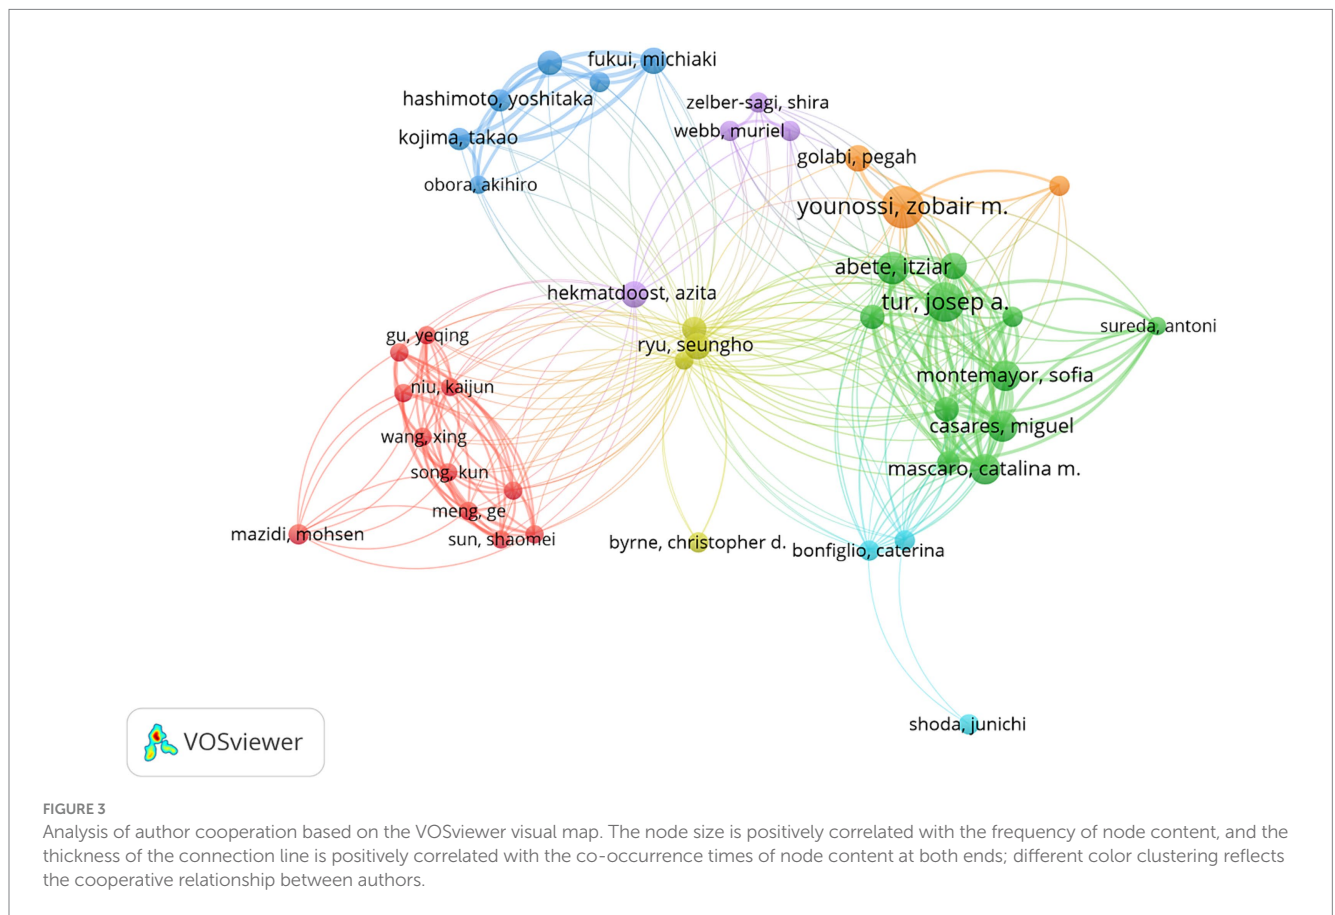 fukui, michiaki
hashimoto, yoshitaka
zelber-sagi, shira
webb, muriel
kojima, takao
golabi, pegah
obora, akihiro
younossi, zobair m.
abete, itziar
hekmatdoost, azita
tur, josep a.
sureda, antoni
gu, yeqing
ryu, seungho
montemayor, sofia
niu, kaijun
casares, miguel
wang, xing
mascaro, catalina m.
song, kun
meng, ge
mazidi, mohsen
sun, shaomei
byrne, christopher d.
bonfiglio, caterina
shoda, junichi
VOSviewer
FIGURE 3
Analysis of author cooperation based on the VOSviewer visual map. The node size is positively correlated with the frequency of node content, and the
thickness of the connection line is positively correlated with the co-occurrence times of node content at both ends; different color clustering reflects
the cooperative relationship between authors.